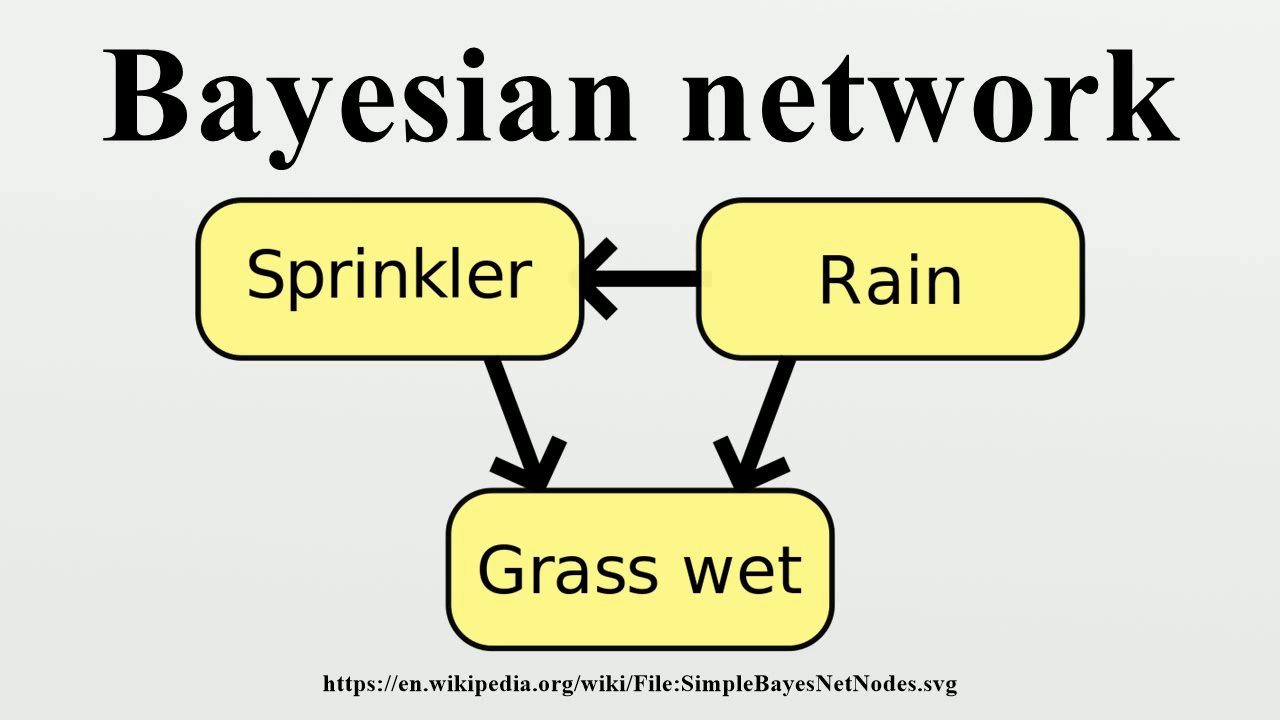 Bayesian network
Sprinkler
Rain
Grass wet
https://en.wikipedia.org/wiki/File:SimpleBayesNetNodes.svg